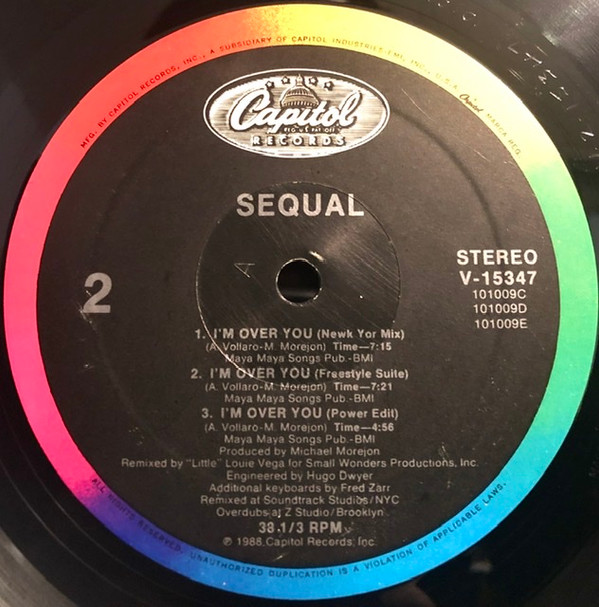 MFG. BY CAPITOL RECORDS, INC., A SUBSIDIARY OF CAPITOL INDUSTRIES-EMI, INC., U.S.A. Capitol MARCA REG.
Capitol
RECORDS
SEQUAL
2
STEREO
V-15347
101009C
101009D
101009E
1. I'M OVER YOU (Newk Yor Mix)
(A. Vollaro-M. Morejon) Time—7:15
Maya Maya Songs Pub.-BMI
2. I'M OVER YOU (Freestyle Suite)
(A. Vollaro-M. Morejon) Time—7:21
Maya Maya Songs Pub.-BMI
3. I'M OVER YOU (Power Edit)
(A. Vollaro-M. Morejon) Time—4:56
Maya Maya Songs Pub.-BMI
Produced by Michael Morejon
Remixed by "Little" Louie Vega for Small Wonders Productions, Inc.
Engineered by Hugo Dwyer
Additional keyboards by Fred Zarr
Remixed at Soundtrack Studios/NYC
Overdubs at Z Studio/Brooklyn
33.1/3 RPM
℗ 1988 Capitol Records, Inc.
ALL RIGHTS RESERVED. UNAUTHORIZED DUPLICATION IS A VIOLATION OF APPLICABLE LAWS.